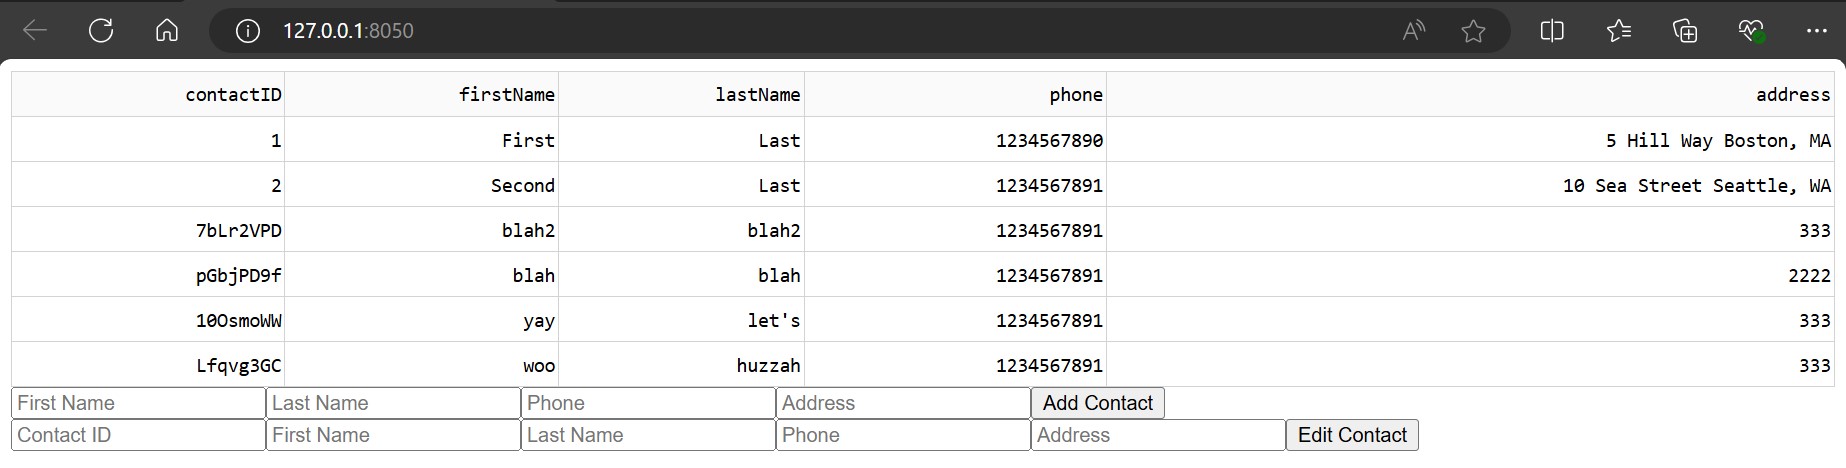 127.0.0.1:8050
contactID firstName lastName phone address
1 First Last 1234567890 5 Hill Way Boston, MA
2 Second Last 1234567891 10 Sea Street Seattle, WA
7bLr2VPD blah2 blah2 1234567891 333
pGbjPD9f blah blah 1234567891 2222
10OsmoWW yay let's 1234567891 333
Lfqvg3GC woo huzzah 1234567891 333
First Name Last Name Phone Address Add Contact
Contact ID First Name Last Name Phone Address Edit Contact